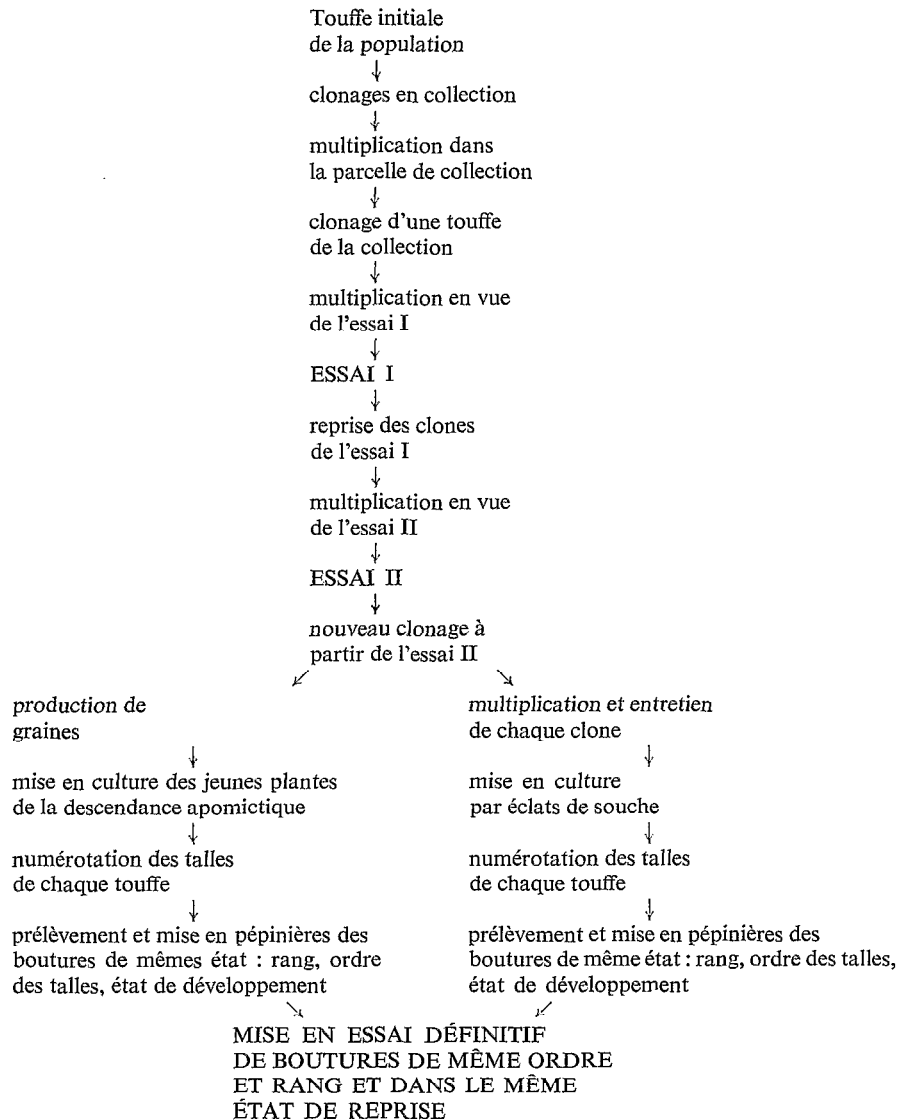 Touffe initiale
de la population
↓
clonages en collection
↓
multiplication dans
la parcelle de collection
↓
clonage d'une touffe
de la collection
↓
multiplication en vue
de l'essai I
↓
ESSAI I
↓
reprise des clones
de l'essai I
↓
multiplication en vue
de l'essai II
↓
ESSAI II
↓
nouveau clonage à
partir de l'essai II
↙ ↘
production de
graines
↓
mise en culture des jeunes plantes
de la descendance apomictique
↓
numérotation des talles
de chaque touffe
↓
prélèvement et mise en pépinières des
boutures de mêmes état : rang, ordre
des talles, état de développement
↘
multiplication et entretien
de chaque clone
↓
mise en culture
par éclats de souche
↓
numérotation des talles
de chaque touffe
↓
prélèvement et mise en pépinières des
boutures de même état : rang, ordre des talles,
état de développement
↙
MISE EN ESSAI DÉFINITIF
DE BOUTURES DE MÊME ORDRE
ET RANG ET DANS LE MÊME
ÉTAT DE REPRISE